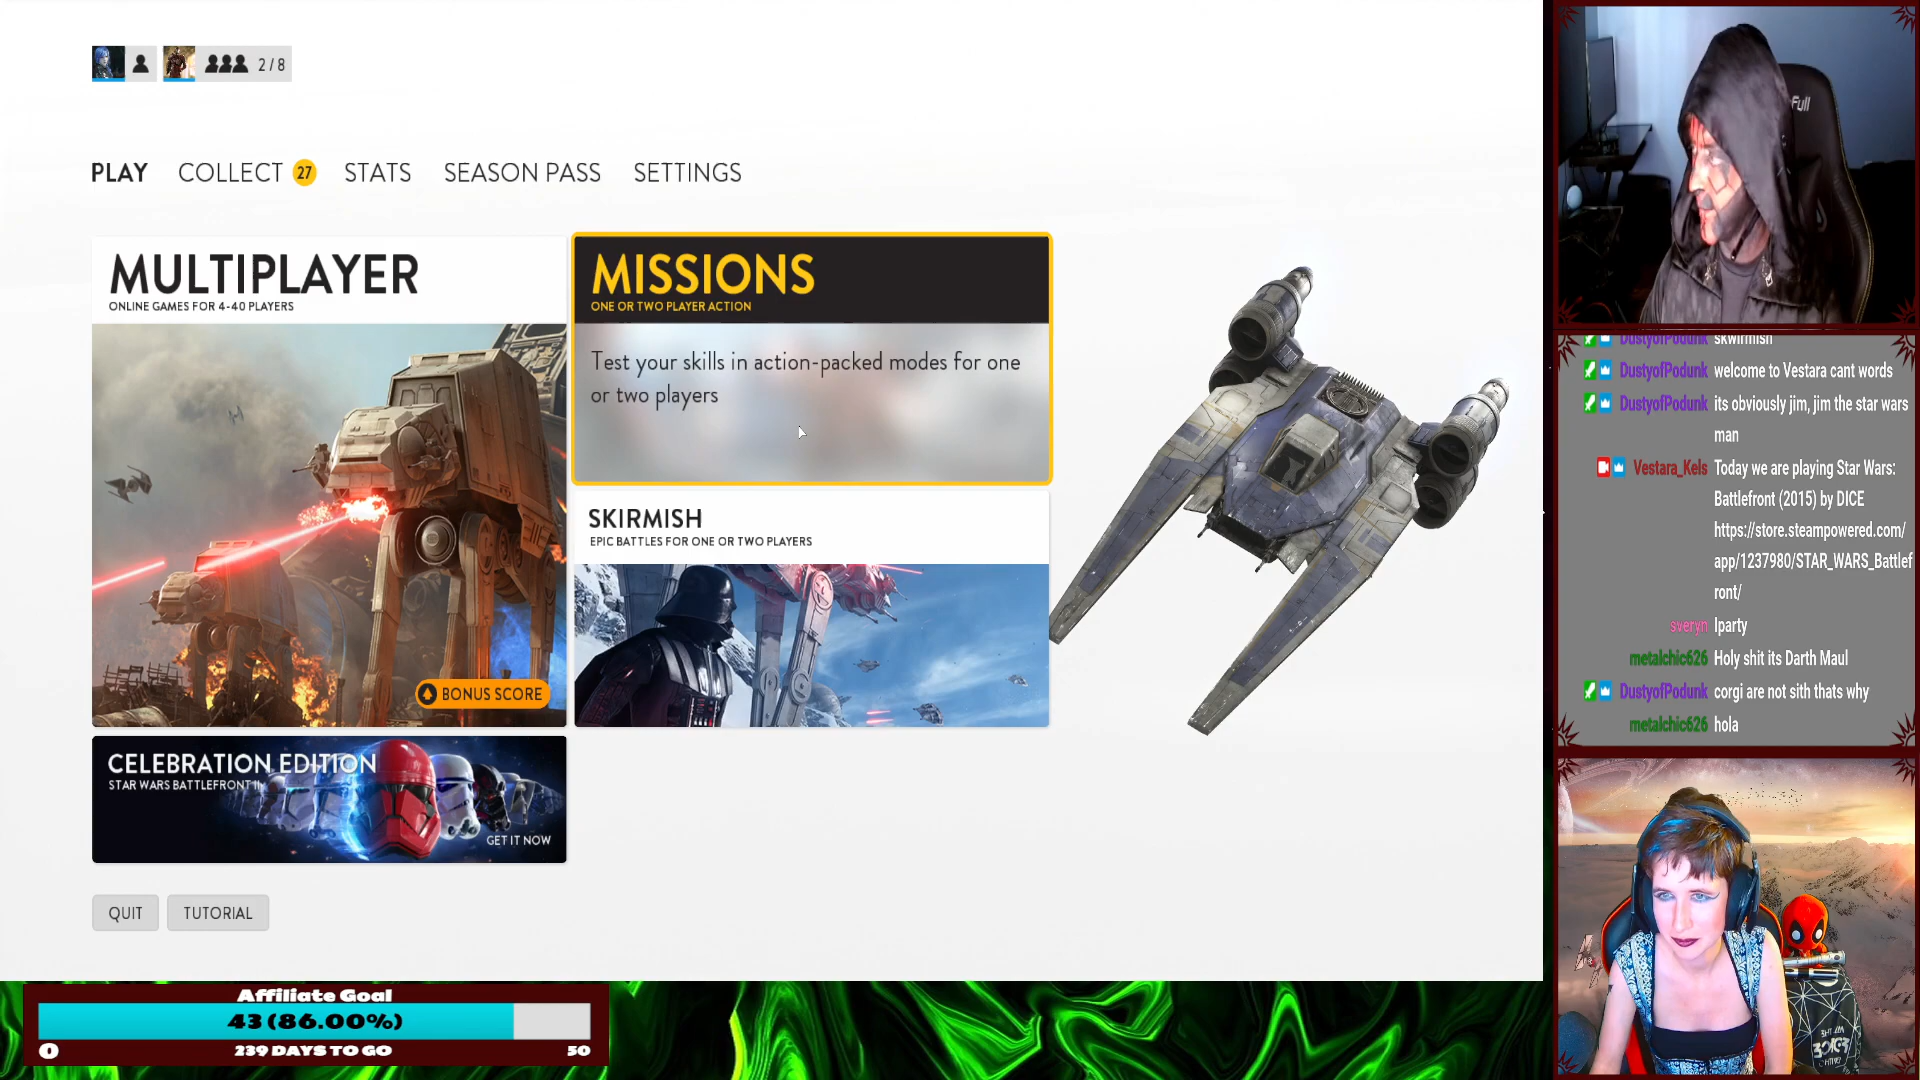 2/8
PLAY COLLECT 27 STATS SEASON PASS SETTINGS
MULTIPLAYER
ONLINE GAMES FOR 4-40 PLAYERS
BONUS SCORE
MISSIONS
ONE OR TWO PLAYER ACTION
Test your skills in action-packed modes for one
or two players
SKIRMISH
EPIC BATTLES FOR ONE OR TWO PLAYERS
CELEBRATION EDITION
STAR WARS BATTLEFRONT II
GET IT NOW
QUIT TUTORIAL
Affiliate Goal
43 (86.00%)
0 239 DAYS TO GO 50
Full
DustyofPodunk skwirmish
DustyofPodunk welcome to Vestara cant words
DustyofPodunk its obviously jim, jim the star wars
man
Vestara_Kels Today we are playing Star Wars:
Battlefront (2015) by DICE
https://store.steampowered.com/
app/1237980/STAR_WARS_Battlef
ront/
sveryn lparty
metalchic626 Holy shit its Darth Maul
DustyofPodunk corgi are not sith thats why
metalchic626 hola